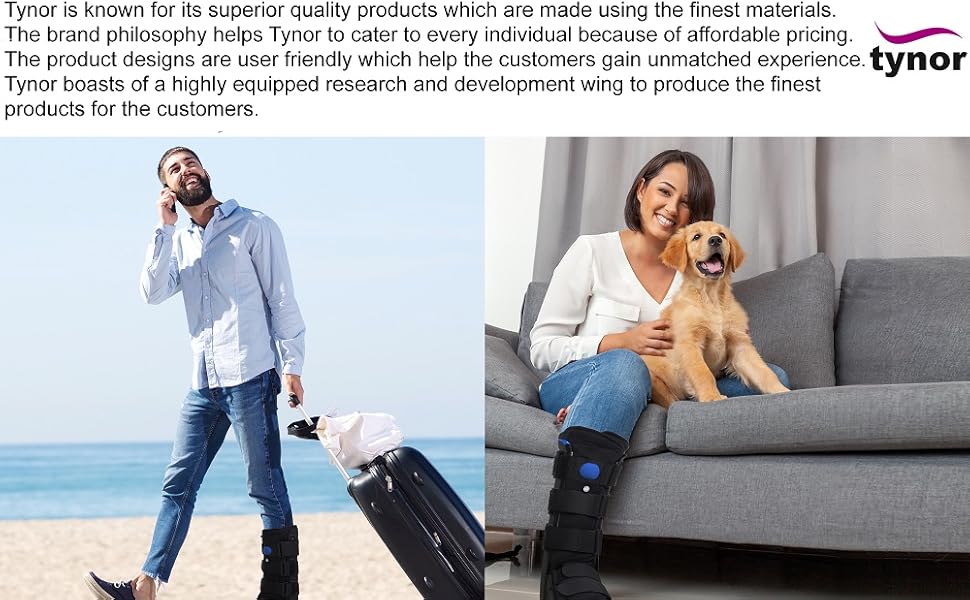 Tynor is known for its superior quality products which are made using the finest materials.
The brand philosophy helps Tynor to cater to every individual because of affordable pricing.
The product designs are user friendly which help the customers gain unmatched experience.
Tynor boasts of a highly equipped research and development wing to produce the finest
products for the customers.
tynor